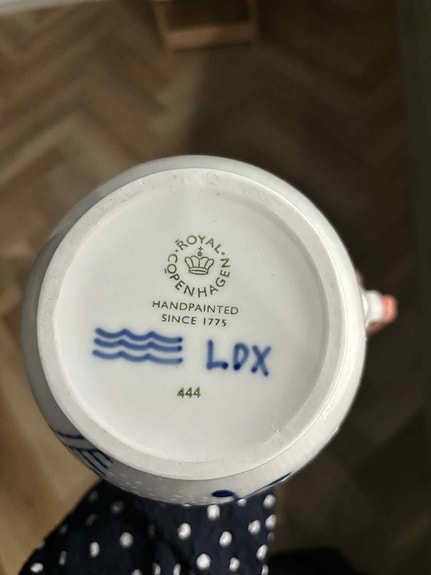 ROYAL
COPENHAGEN
HANDPAINTED
SINCE 1775
LDX
444